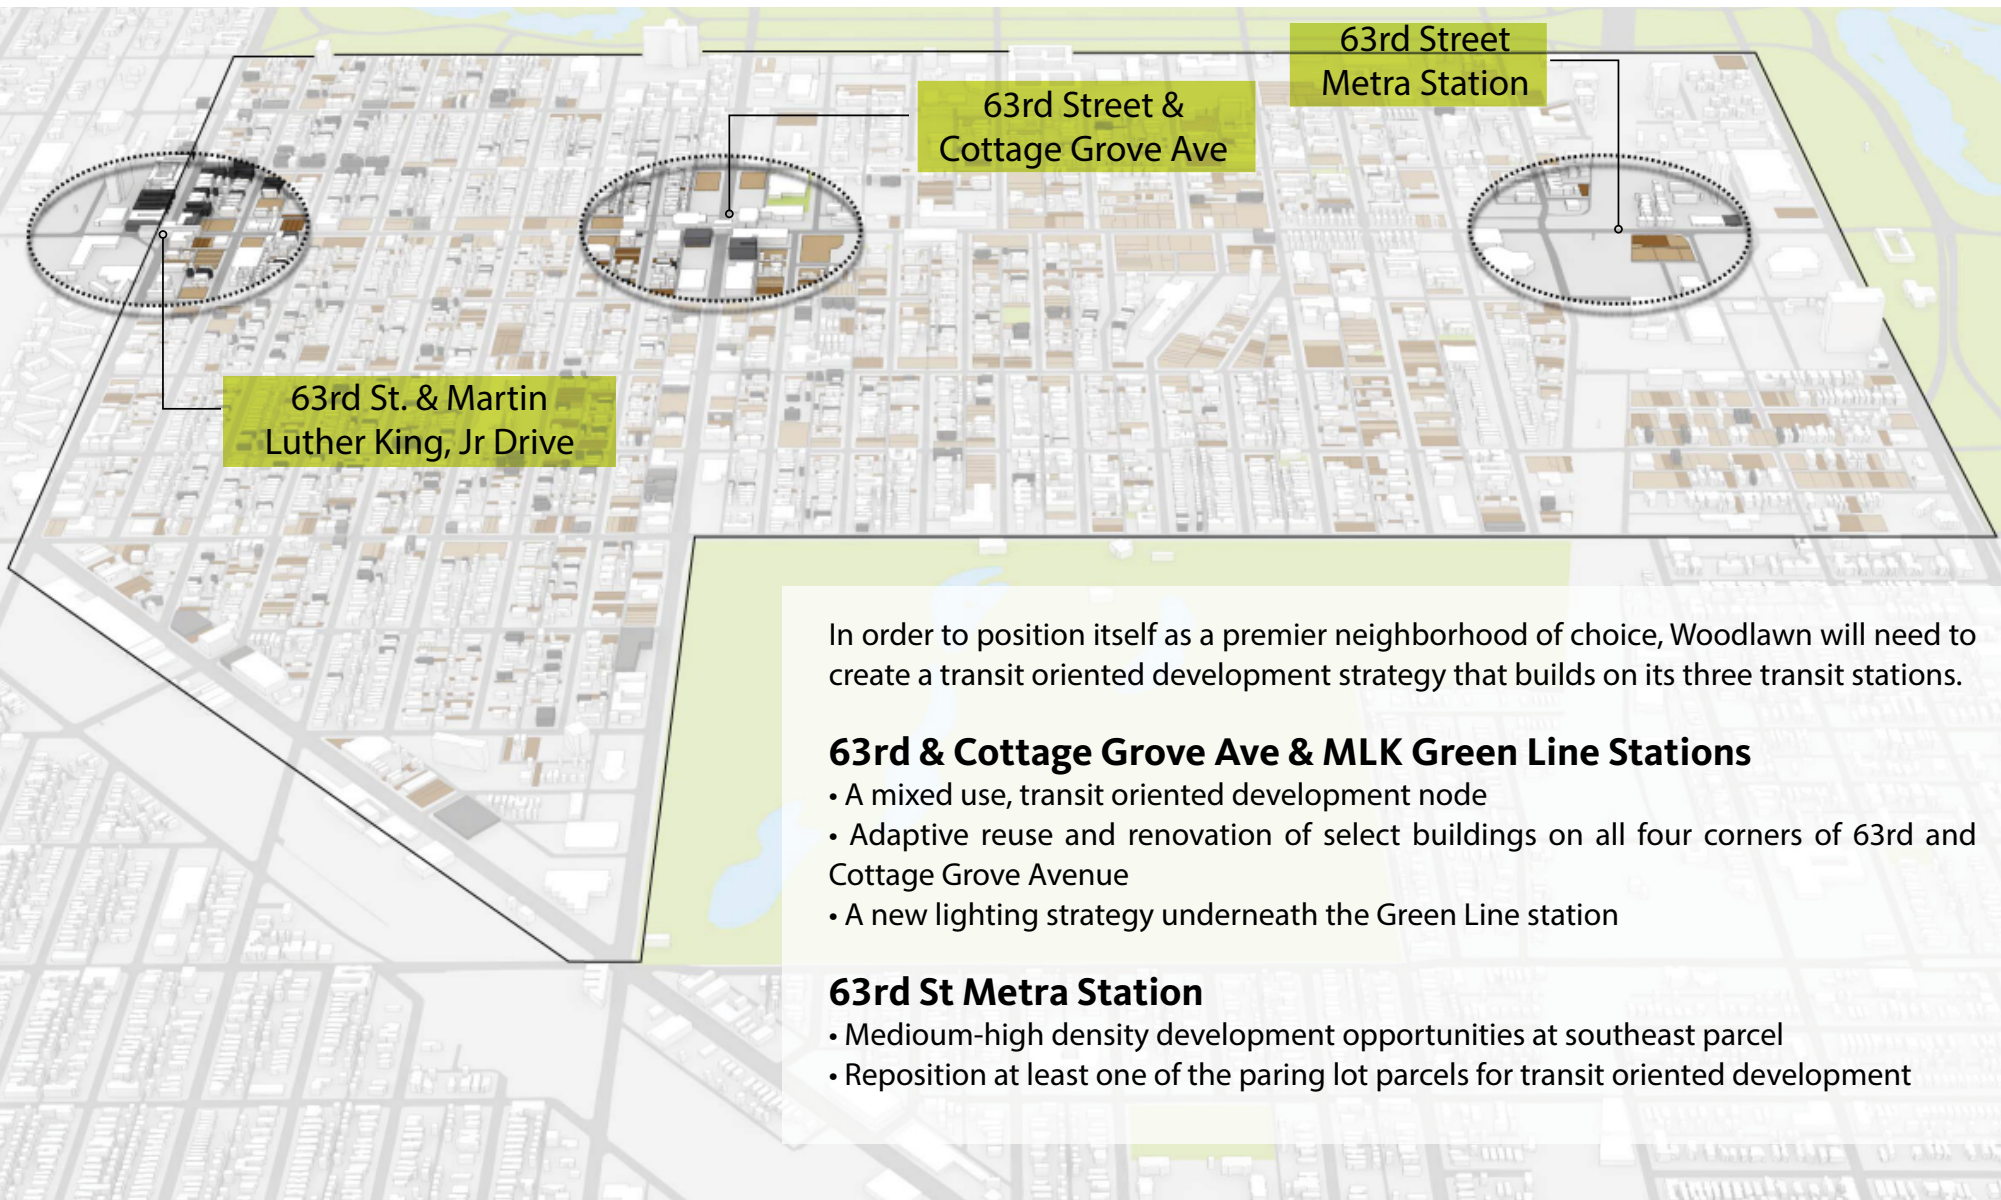 63rd Street
Metra Station
63rd Street &
Cottage Grove Ave
63rd St. & Martin
Luther King, Jr Drive
In order to position itself as a premier neighborhood of choice, Woodlawn will need to
create a transit oriented development strategy that builds on its three transit stations.
63rd & Cottage Grove Ave & MLK Green Line Stations
• A mixed use, transit oriented development node
• Adaptive reuse and renovation of select buildings on all four corners of 63rd and
Cottage Grove Avenue
• A new lighting strategy underneath the Green Line station
63rd St Metra Station
• Medioum-high density development opportunities at southeast parcel
• Reposition at least one of the paring lot parcels for transit oriented development